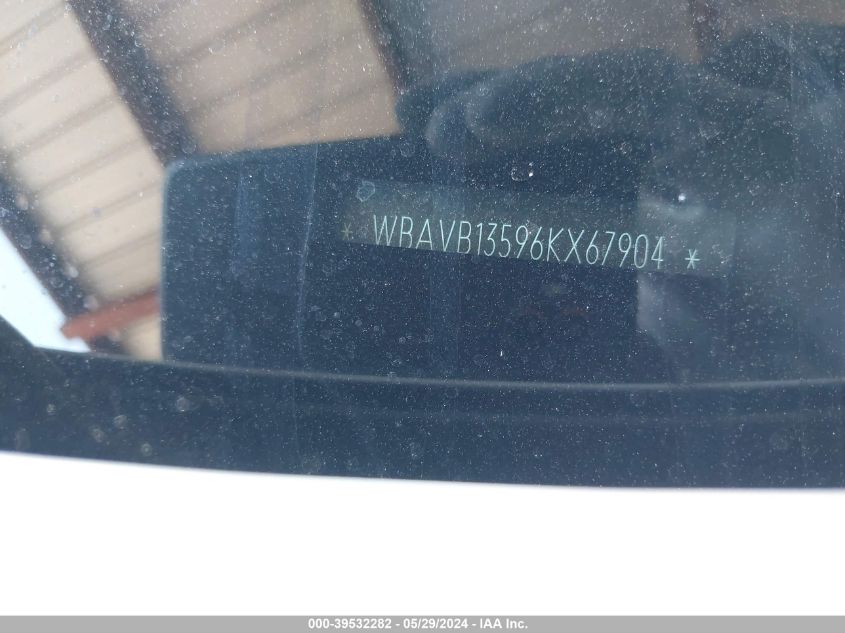 * WBAVB13596KX67904 *
000-39532282 - 05/29/2024 - IAA Inc.